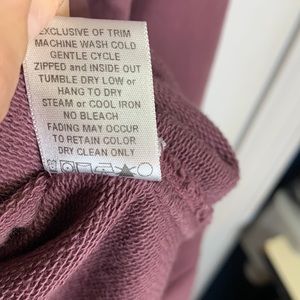 EXCLUSIVE OF TRIM
MACHINE WASH COLD
GENTLE CYCLE
ZIPPED and INSIDE OUT
TUMBLE DRY LOW or
HANG TO DRY
STEAM or COOL IRON
NO BLEACH
FADING MAY OCCUR
TO RETAIN COLOR
DRY CLEAN ONLY